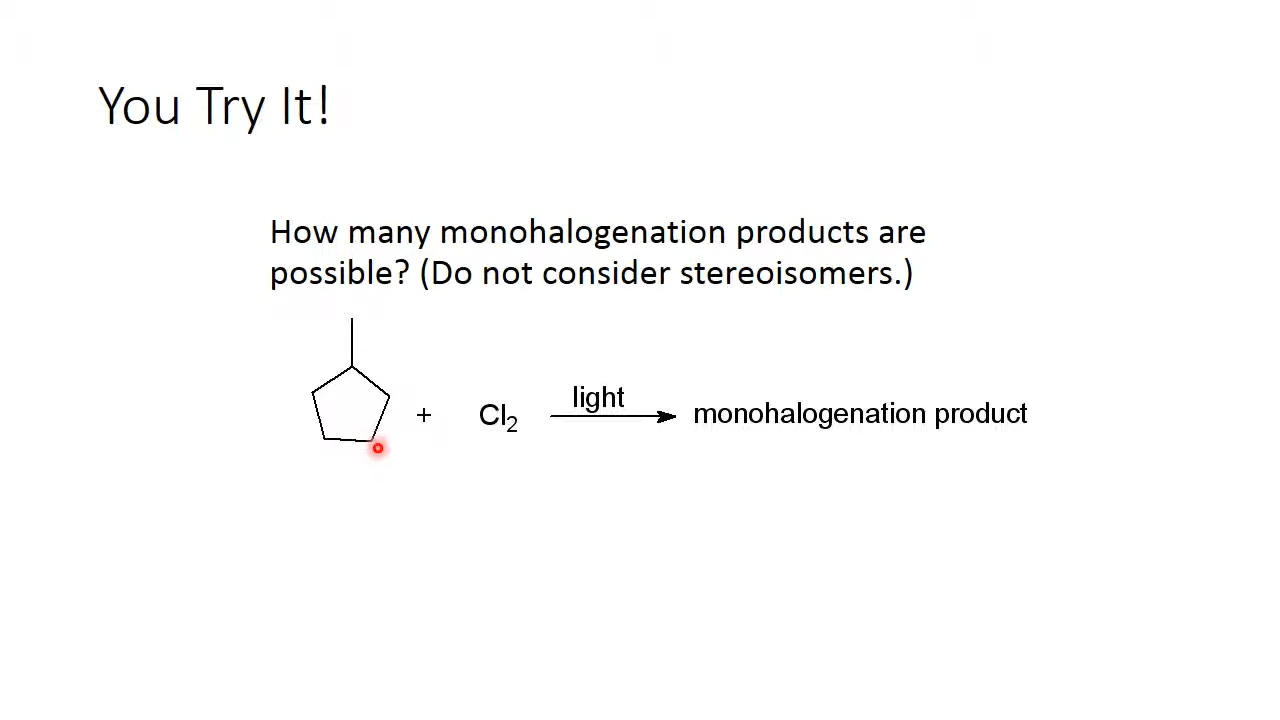 You Try It!
How many monohalogenation products are
possible? (Do not consider stereoisomers.)
light
+ Cl2 monohalogenation product